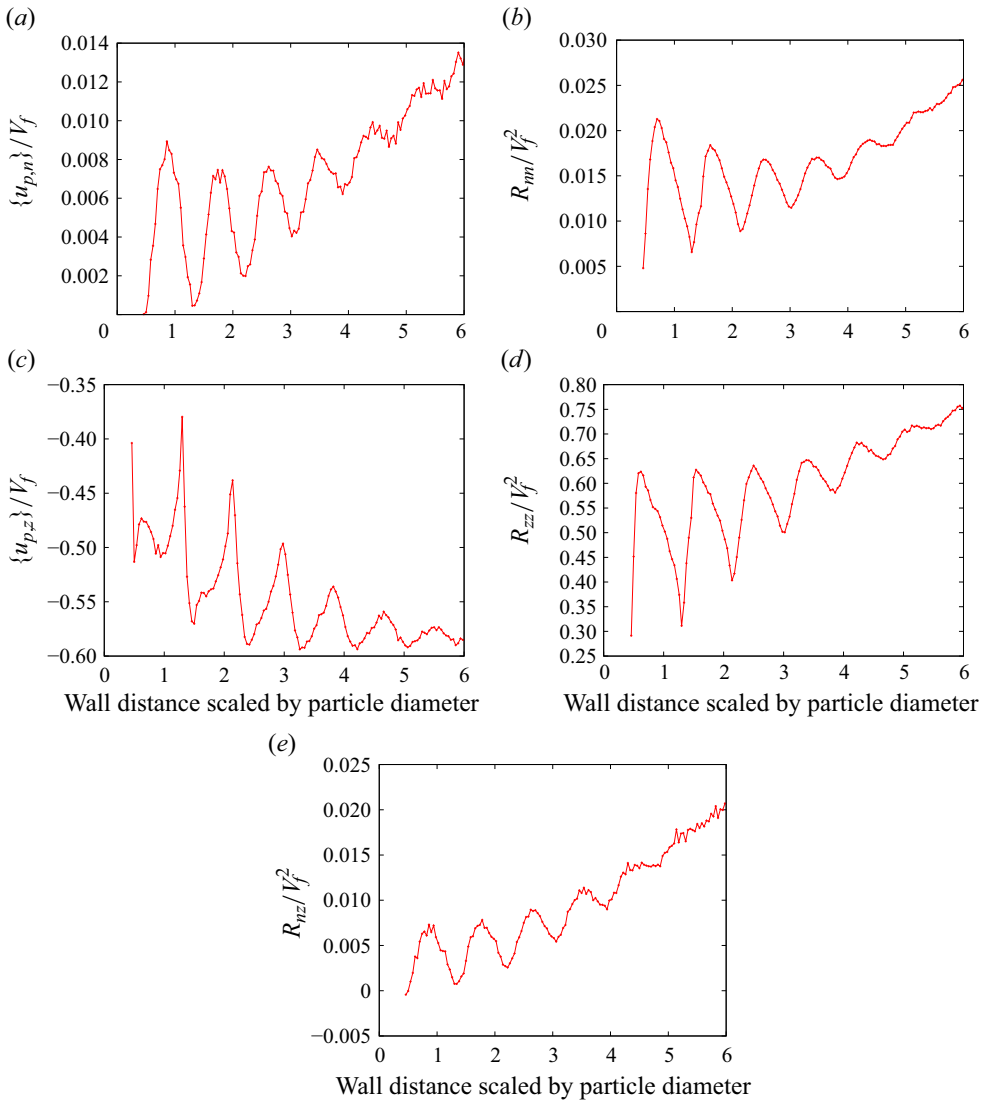 (a)
0.014
0.012
0.010
0.008
0.006
0.004
0.002
0 1 2 3 4 5 6
{u_{p,n}}/V_f
(b)
0.030
0.025
0.020
0.015
0.010
0.005
0 1 2 3 4 5 6
R_{nn}/V_f^2
(c)
−0.35
−0.40
−0.45
−0.50
−0.55
−0.60
0 1 2 3 4 5 6
{u_{p,z}}/V_f
Wall distance scaled by particle diameter
(d)
0.80
0.75
0.70
0.65
0.60
0.55
0.50
0.45
0.40
0.35
0.30
0.25
0 1 2 3 4 5 6
R_{zz}/V_f^2
Wall distance scaled by particle diameter
(e)
0.025
0.020
0.015
0.010
0.005
0
−0.005
0 1 2 3 4 5 6
R_{nz}/V_f^2
Wall distance scaled by particle diameter